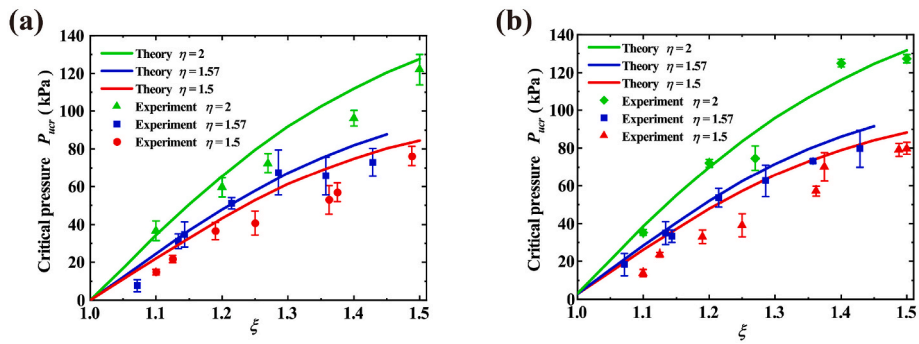 (a)
140
120
100
80
60
40
20
0
Critical pressure P_ucr ( kPa )
Theory η = 2
Theory η = 1.57
Theory η = 1.5
Experiment η = 2
Experiment η = 1.57
Experiment η = 1.5
1.0 1.1 1.2 1.3 1.4 1.5
ξ
(b)
140
120
100
80
60
40
20
0
Critical pressure P_ucr ( kPa )
Theory η = 2
Theory η = 1.57
Theory η = 1.5
Experiment η = 2
Experiment η = 1.57
Experiment η = 1.5
1.0 1.1 1.2 1.3 1.4 1.5
ξ